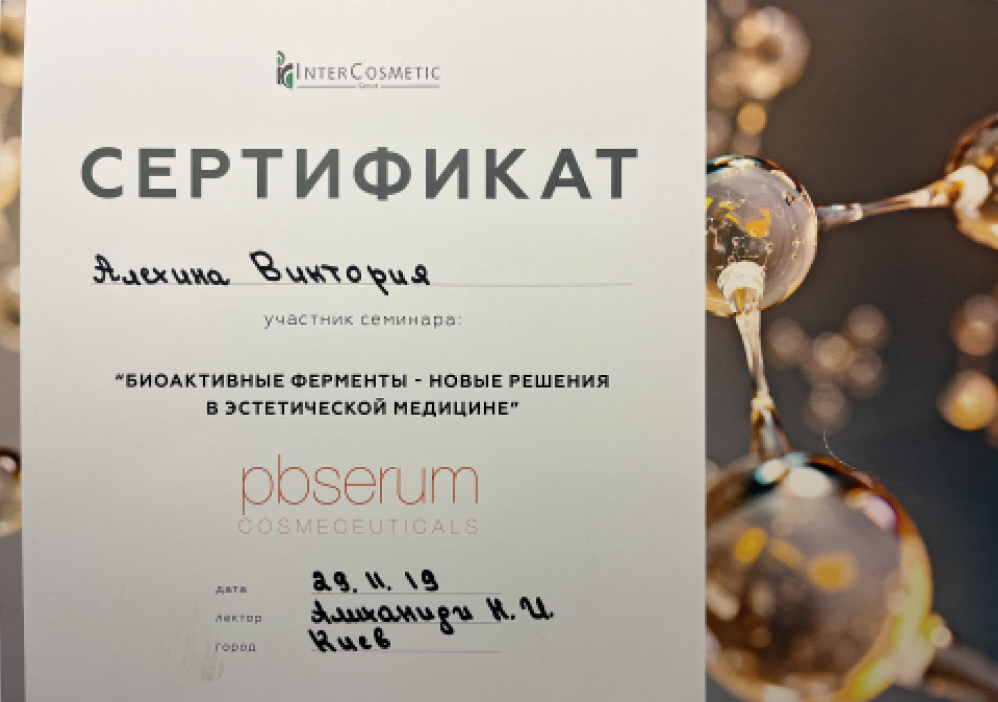 INTERCOSMETIC
GROUP
СЕРТИФИКАТ
Алехина Виктория
участник семинара:
“БИОАКТИВНЫЕ ФЕРМЕНТЫ - НОВЫЕ РЕШЕНИЯ
В ЭСТЕТИЧЕСКОЙ МЕДИЦИНЕ”
pbserum
COSMECEUTICALS
дата 29.11.19
лектор Алиханиди Н. И.
город Киев